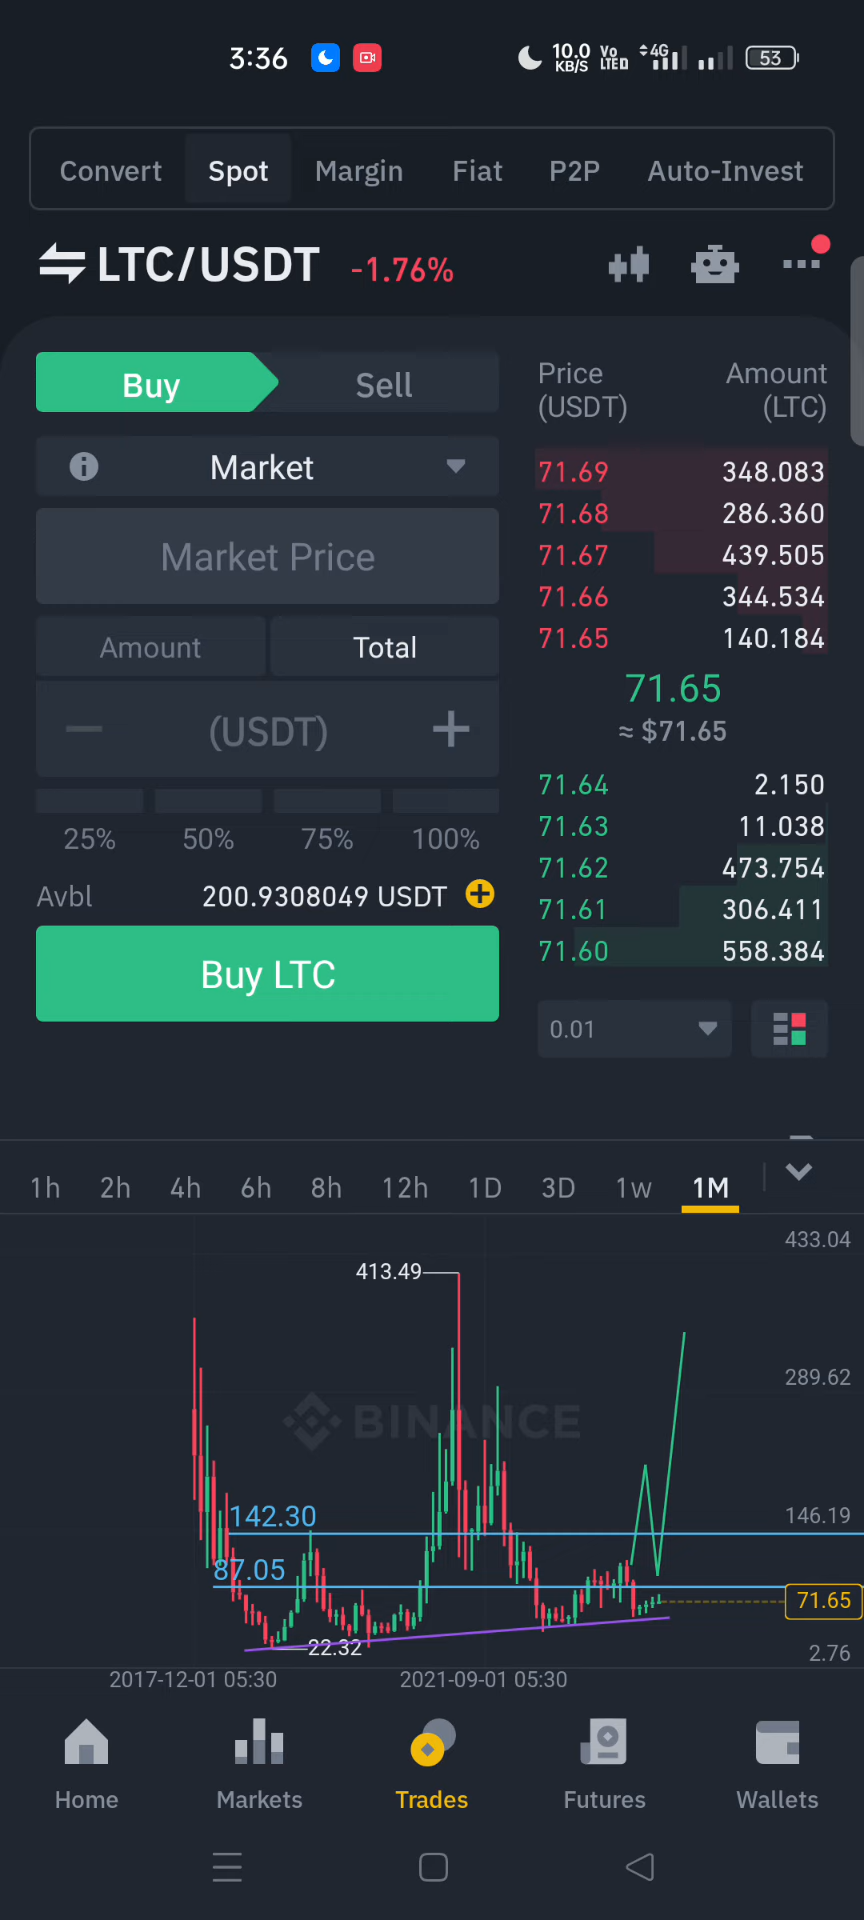 3:36 10.0 KB/S Vo LTE 4G 53
Convert Spot Margin Fiat P2P Auto-Invest
LTC/USDT -1.76%
Buy Sell
Price (USDT) Amount (LTC)
Market
Market Price
Amount Total
(USDT)
25% 50% 75% 100%
Avbl 200.9308049 USDT
Buy LTC
71.69 348.083
71.68 286.360
71.67 439.505
71.66 344.534
71.65 140.184
71.65
≈ $71.65
71.64 2.150
71.63 11.038
71.62 473.754
71.61 306.411
71.60 558.384
0.01
1h 2h 4h 6h 8h 12h 1D 3D 1w 1M
433.04
413.49
289.62
BINANCE
142.30
146.19
87.05
71.65
22.32
2.76
2017-12-01 05:30 2021-09-01 05:30
Home Markets Trades Futures Wallets